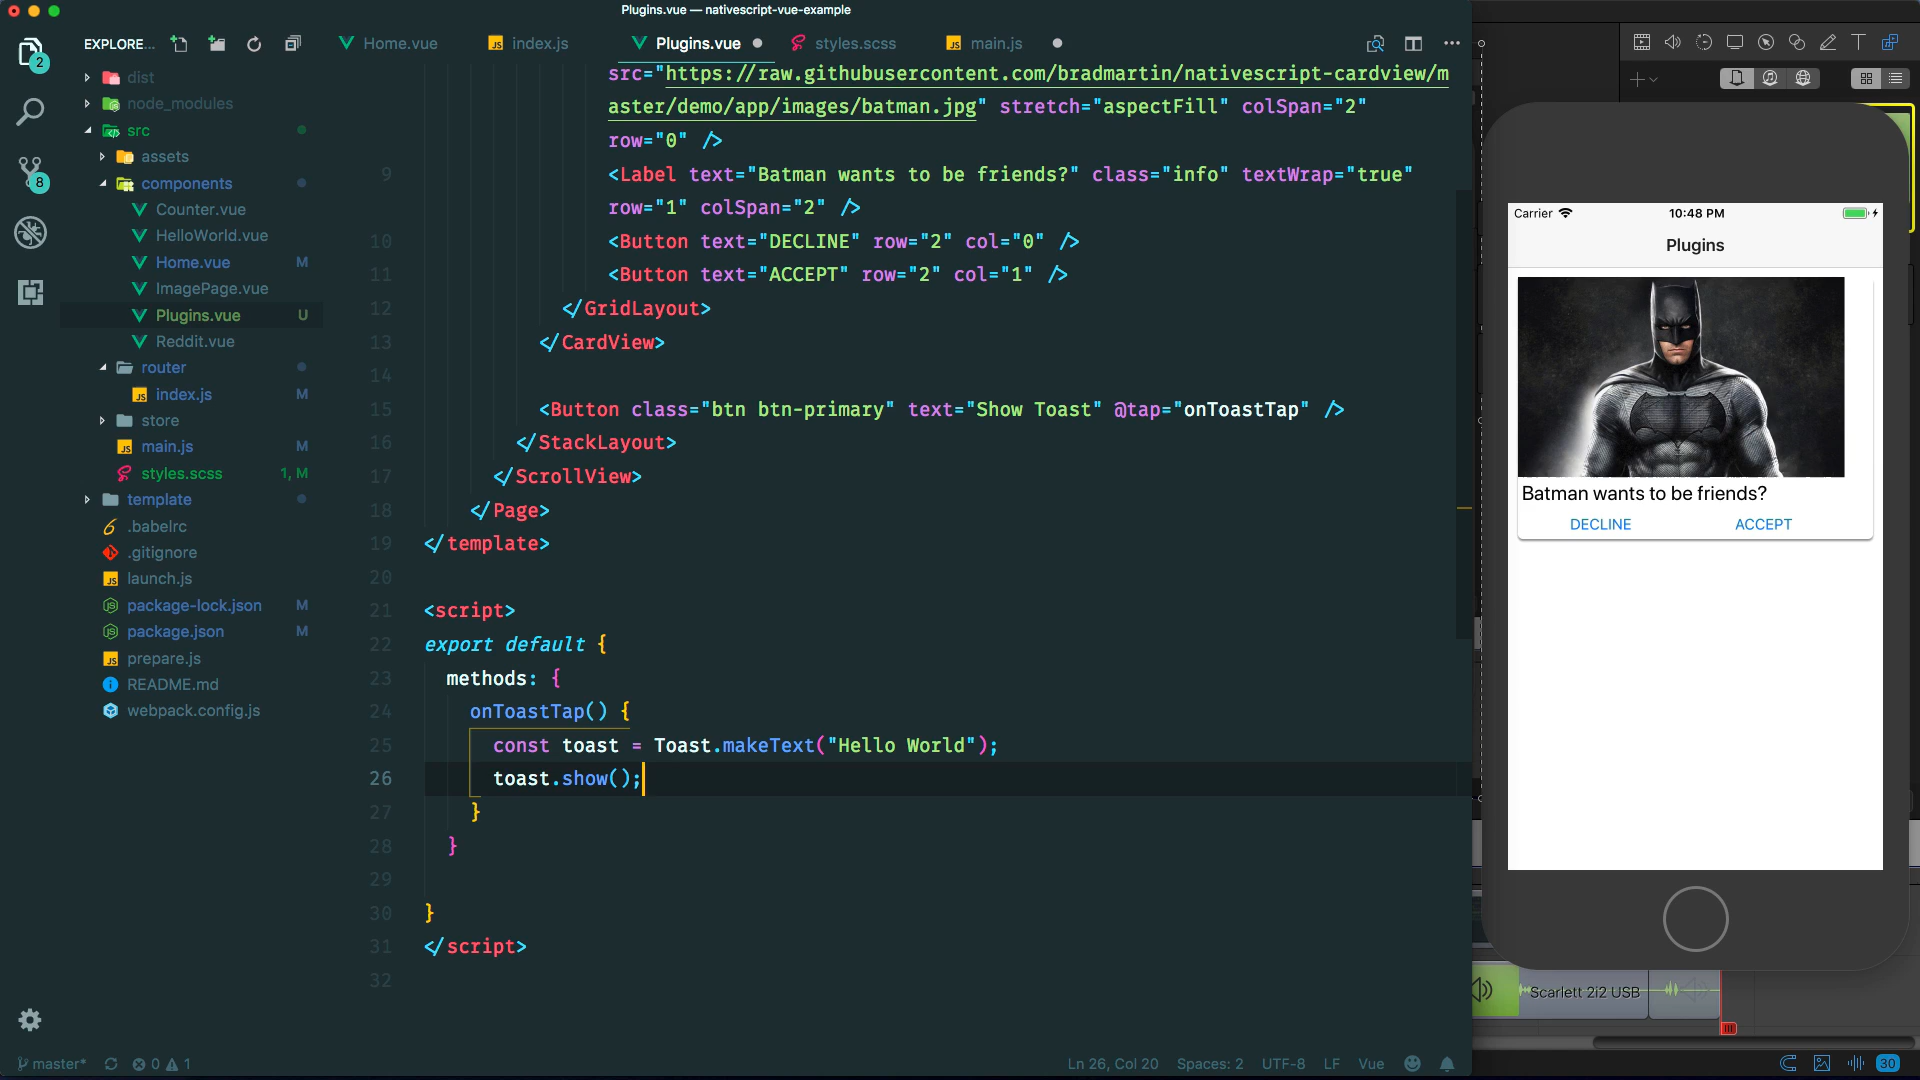 Plugins.vue — nativescript-vue-example
EXPLORE...
Home.vue
index.js
Plugins.vue
styles.scss
main.js
2
8
dist
node_modules
src
assets
components
Counter.vue
HelloWorld.vue
Home.vue M
ImagePage.vue
Plugins.vue U
Reddit.vue
router
index.js M
store
main.js M
styles.scss 1, M
template
.babelrc
.gitignore
launch.js
package-lock.json M
package.json M
prepare.js
README.md
webpack.config.js
src="https://raw.githubusercontent.com/bradmartin/nativescript-cardview/m
aster/demo/app/images/batman.jpg" stretch="aspectFill" colSpan="2"
row="0" />
9 <Label text="Batman wants to be friends?" class="info" textWrap="true"
row="1" colSpan="2" />
10 <Button text="DECLINE" row="2" col="0" />
11 <Button text="ACCEPT" row="2" col="1" />
12 </GridLayout>
13 </CardView>
14
15 <Button class="btn btn-primary" text="Show Toast" @tap="onToastTap" />
16 </StackLayout>
17 </ScrollView>
18 </Page>
19 </template>
20
21 <script>
22 export default {
23 methods: {
24 onToastTap() {
25 const toast = Toast.makeText("Hello World");
26 toast.show();
27 }
28 }
29
30 }
31 </script>
32
master* 0 1
Ln 26, Col 20 Spaces: 2 UTF-8 LF Vue
Carrier 10:48 PM
Plugins
Batman wants to be friends?
DECLINE ACCEPT
Scarlett 2i2 USB
30